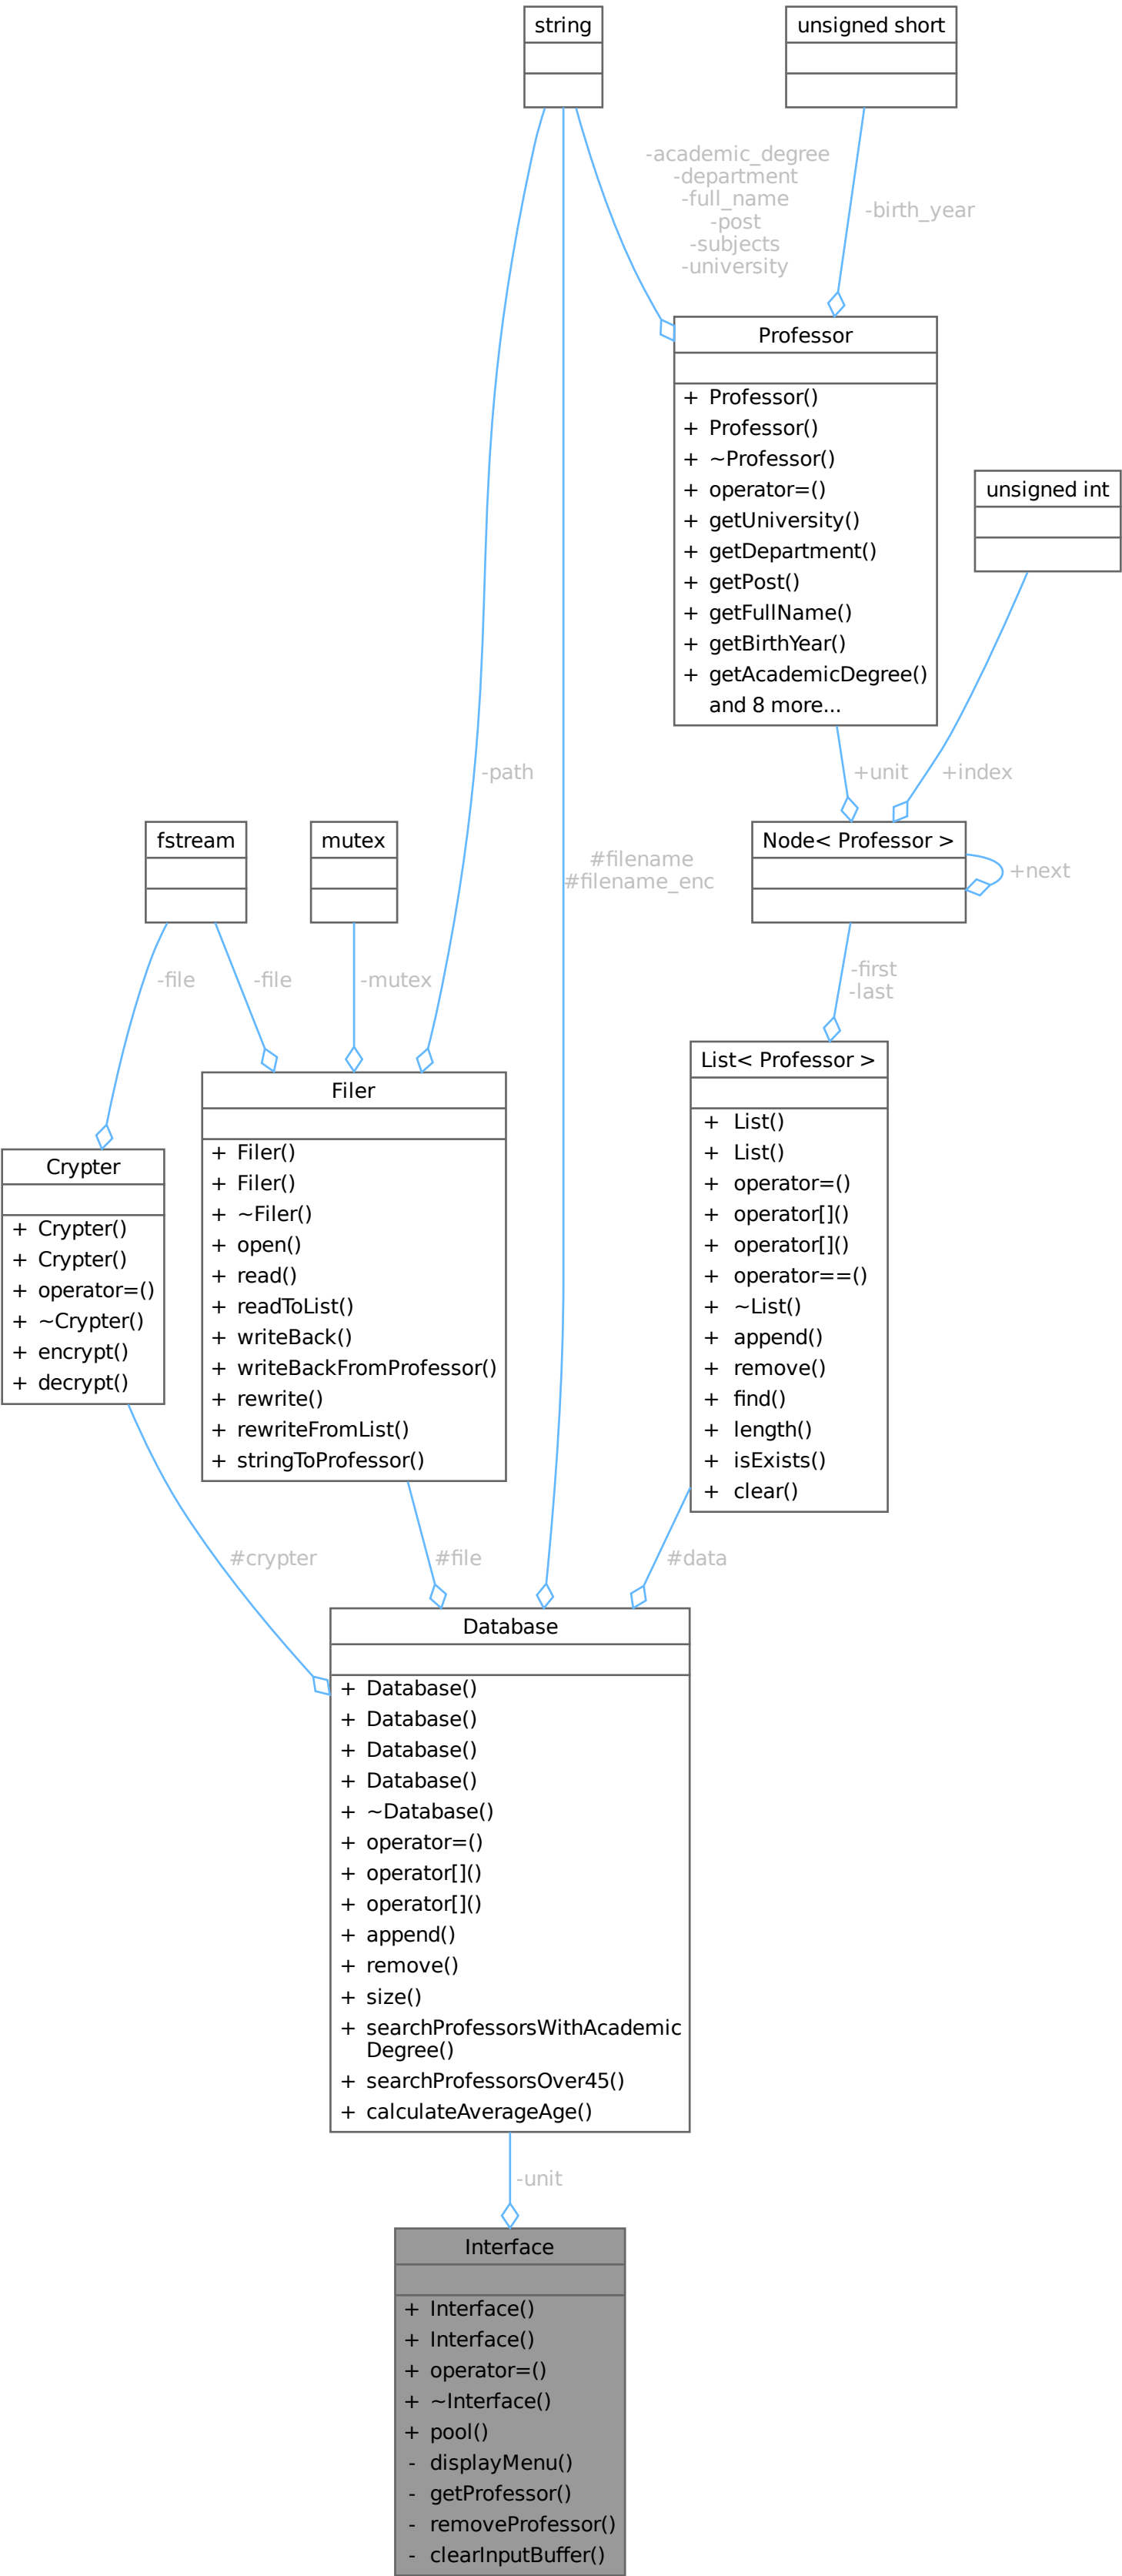 string
unsigned short
-academic_degree
-department
-full_name
-post
-subjects
-university
-birth_year
Professor
+ Professor()
+ Professor()
+ ~Professor()
+ operator=()
+ getUniversity()
+ getDepartment()
+ getPost()
+ getFullName()
+ getBirthYear()
+ getAcademicDegree()
and 8 more...
unsigned int
-path
+unit
+index
fstream
mutex
#filename
#filename_enc
Node< Professor >
+next
-file
-file
-mutex
-first
-last
List< Professor >
+ List()
+ List()
+ operator=()
+ operator[]()
+ operator[]()
+ operator==()
+ ~List()
+ append()
+ remove()
+ find()
+ length()
+ isExists()
+ clear()
Filer
+ Filer()
+ Filer()
+ ~Filer()
+ open()
+ read()
+ readToList()
+ writeBack()
+ writeBackFromProfessor()
+ rewrite()
+ rewriteFromList()
+ stringToProfessor()
Crypter
+ Crypter()
+ Crypter()
+ operator=()
+ ~Crypter()
+ encrypt()
+ decrypt()
#crypter
#file
#data
Database
+ Database()
+ Database()
+ Database()
+ Database()
+ ~Database()
+ operator=()
+ operator[]()
+ operator[]()
+ append()
+ remove()
+ size()
+ searchProfessorsWithAcademic
Degree()
+ searchProfessorsOver45()
+ calculateAverageAge()
-unit
Interface
+ Interface()
+ Interface()
+ operator=()
+ ~Interface()
+ pool()
- displayMenu()
- getProfessor()
- removeProfessor()
- clearInputBuffer()